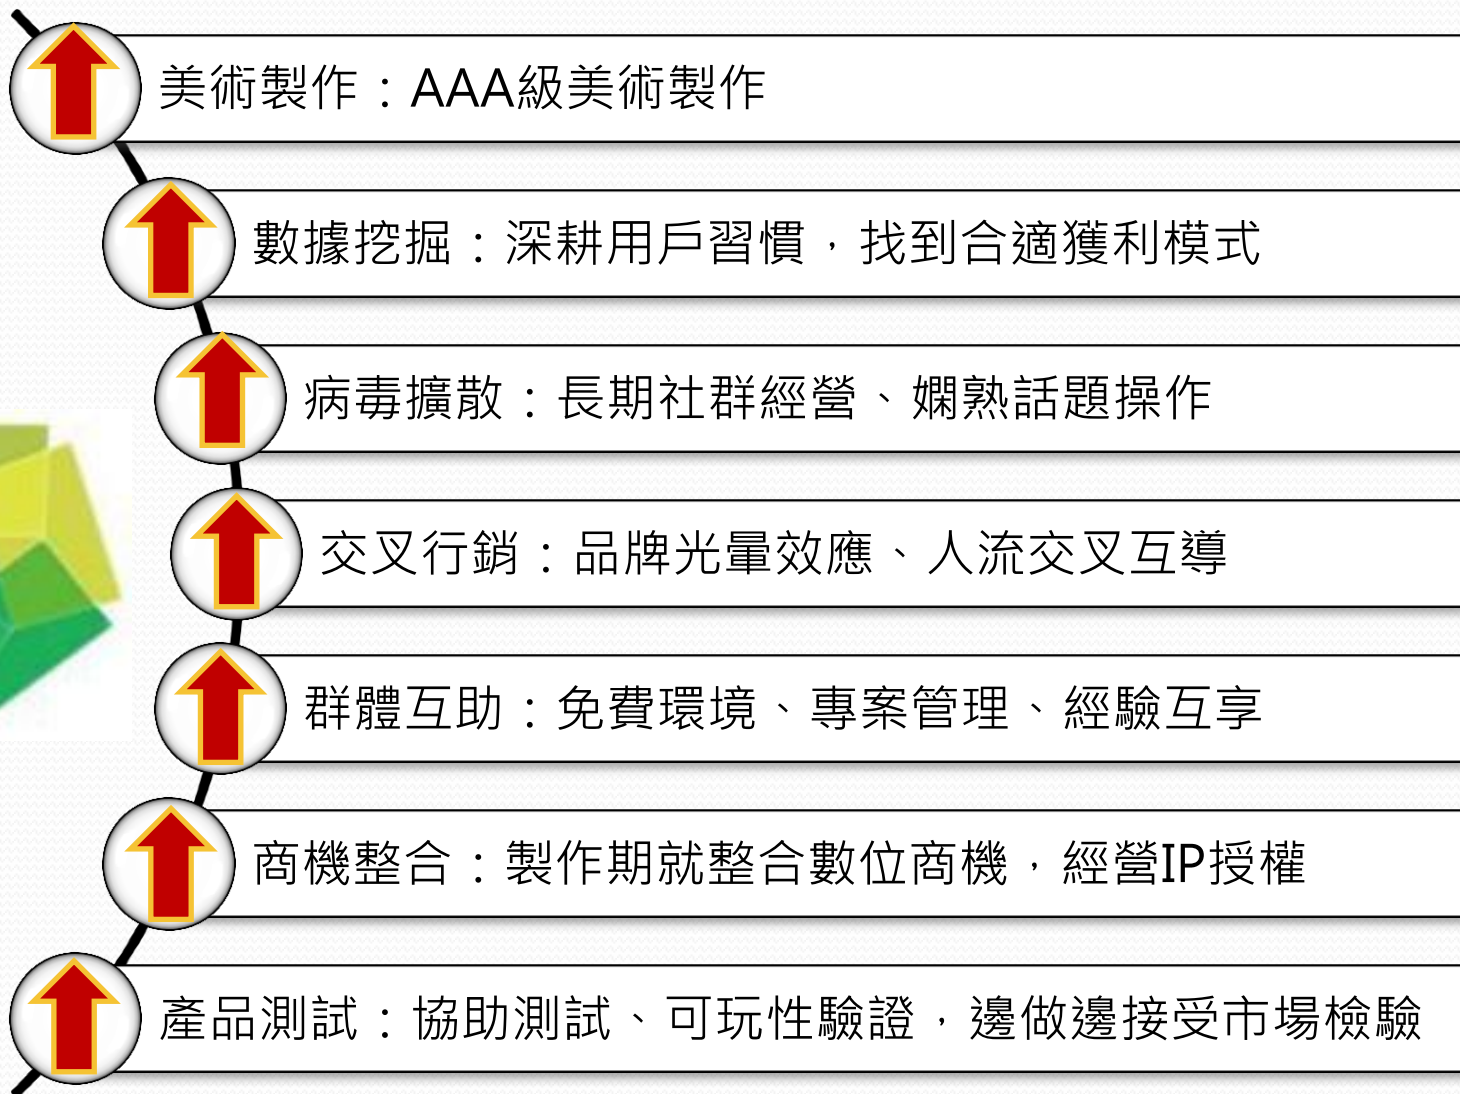 美術製作：AAA級美術製作
數據挖掘：深耕用戶習慣，找到合適獲利模式
病毒擴散：長期社群經營、嫻熟話題操作
交叉行銷：品牌光暈效應、人流交叉互導
群體互助：免費環境、專案管理、經驗互享
商機整合：製作期就整合數位商機，經營IP授權
產品測試：協助測試、可玩性驗證，邊做邊接受市場檢驗